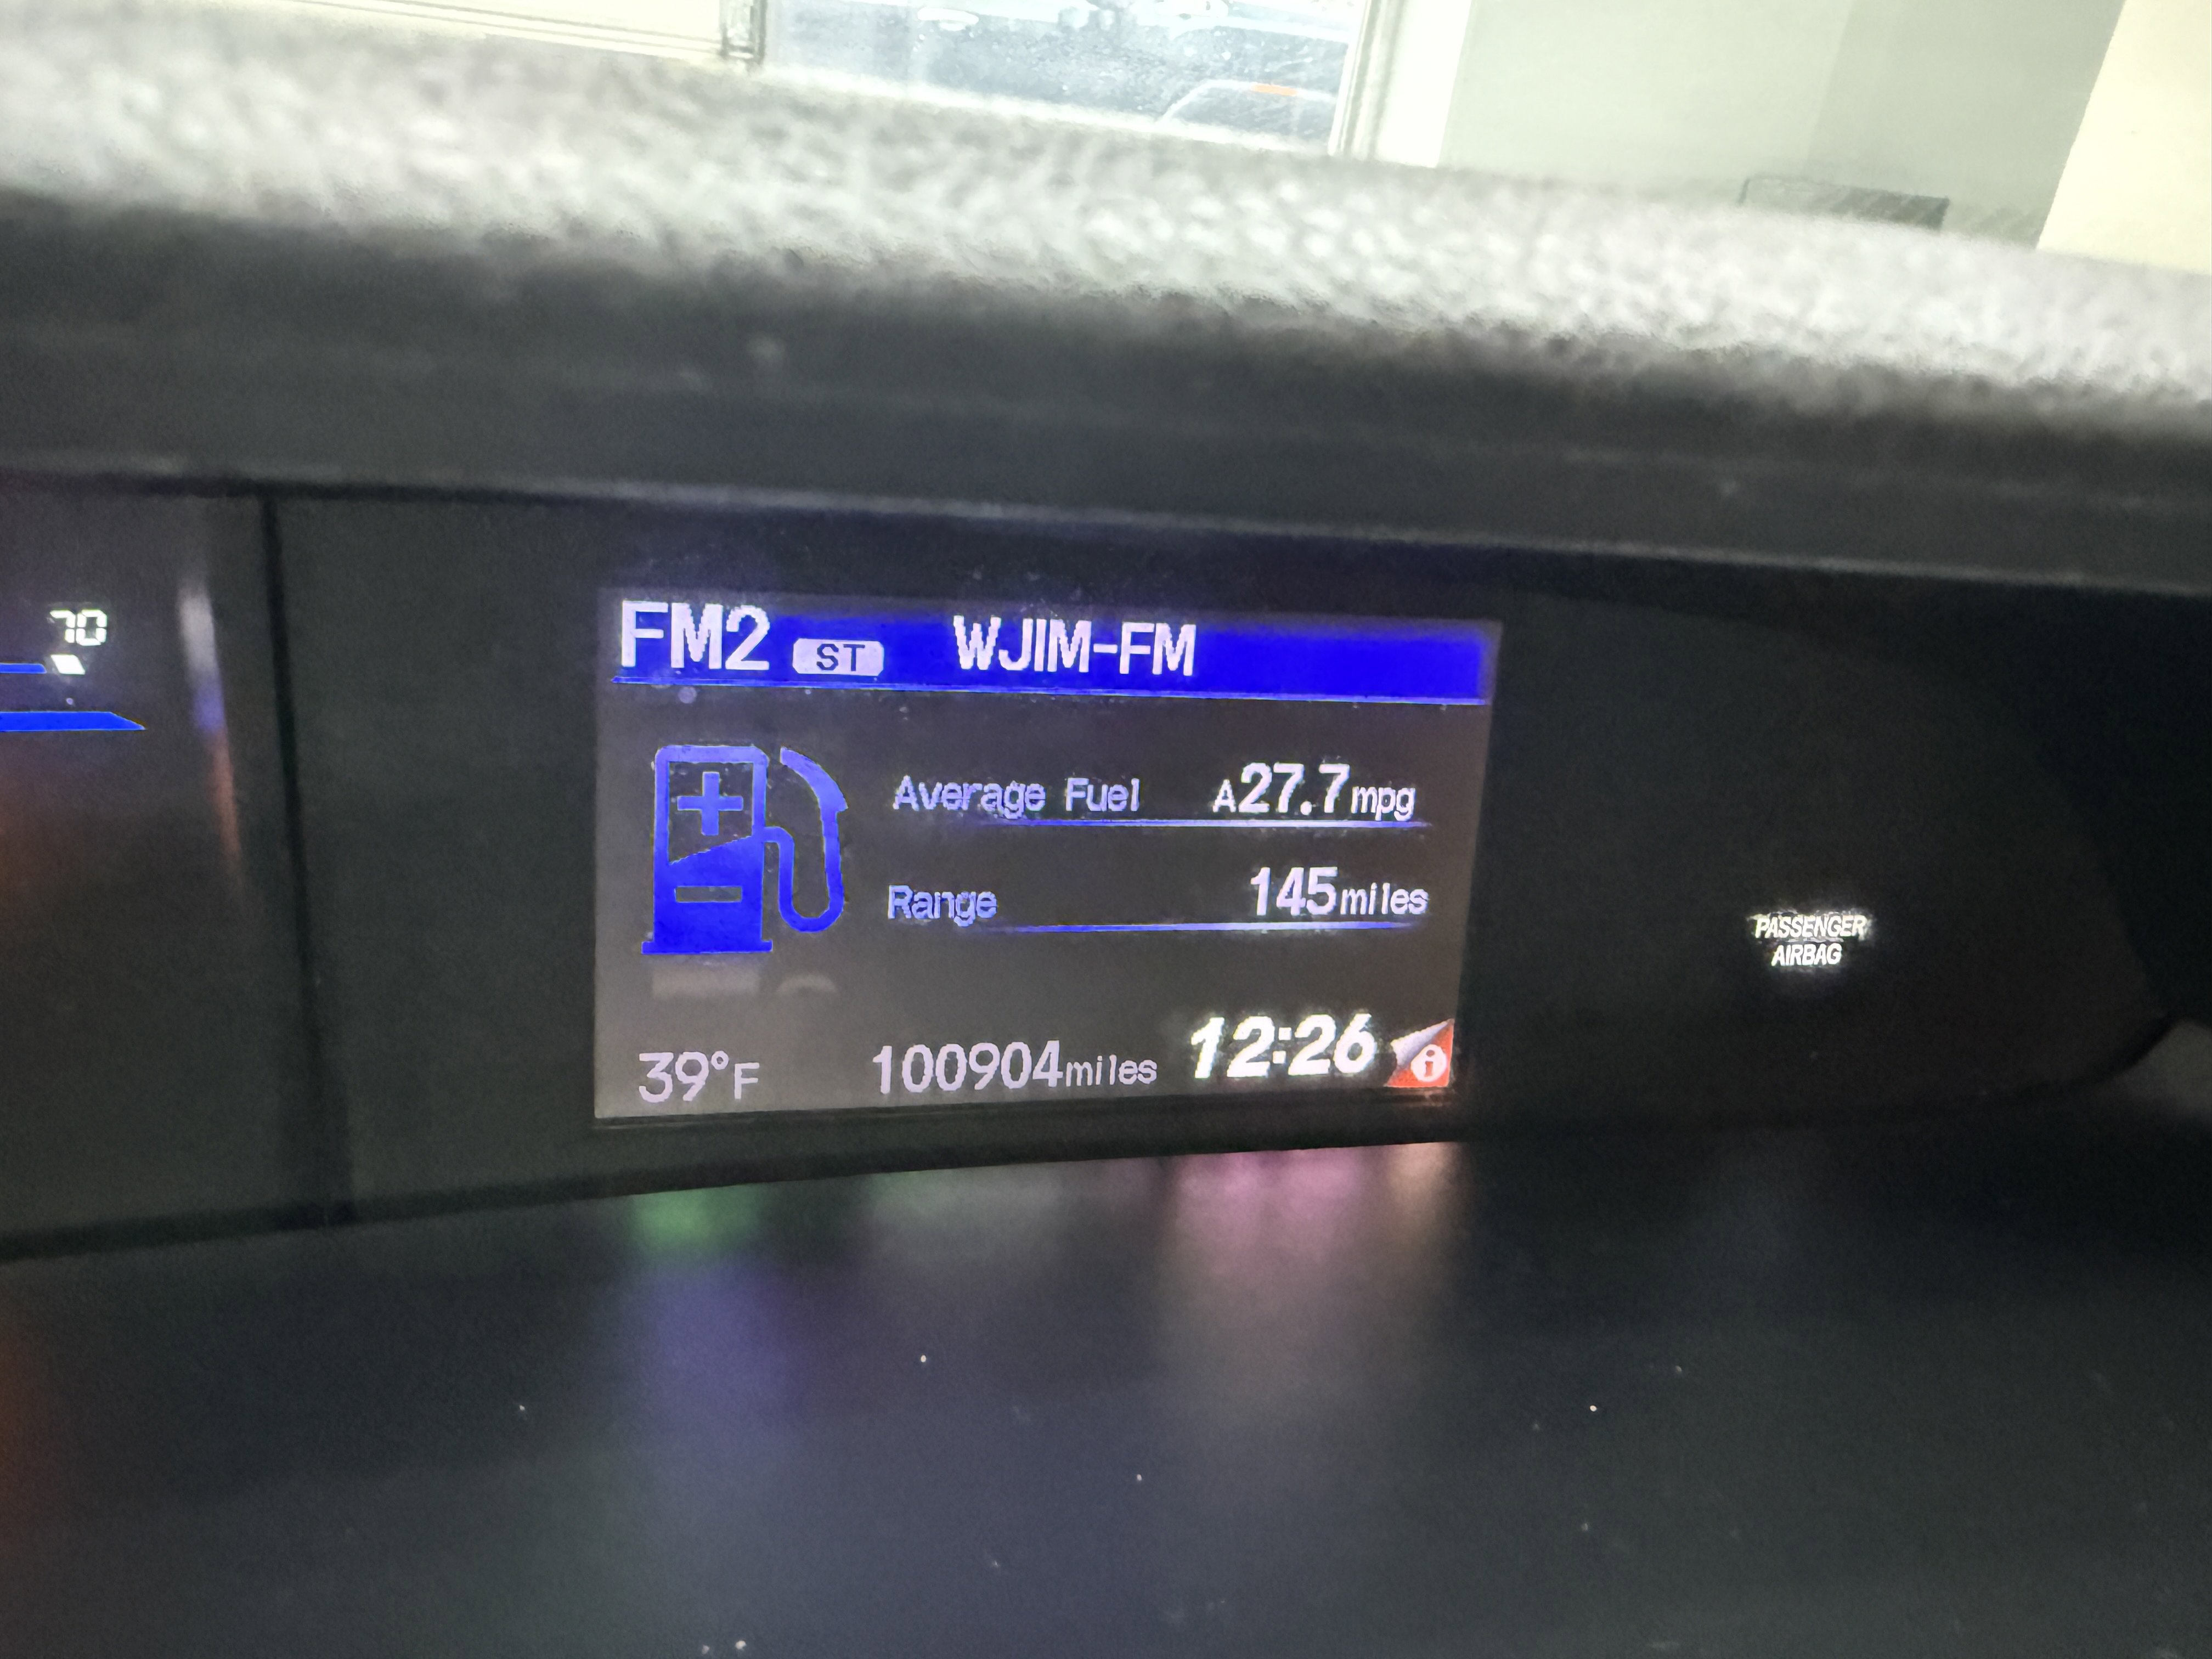 70
FM2 ST WJIM-FM
Average Fuel A27.7mpg
Range 145miles
39°F 100904miles 12:26 i
PASSENGER
AIRBAG